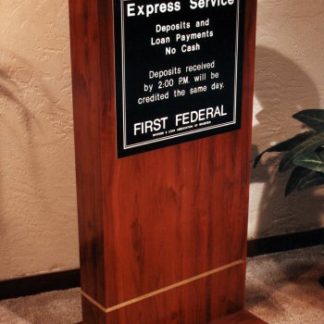 Express Service
Deposits and
Loan Payments
No Cash
Deposits received
by 2:00 P.M. will be
credited the same day.
FIRST FEDERAL